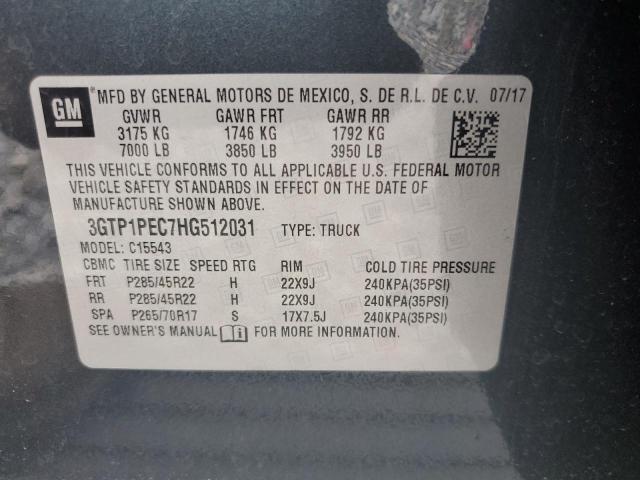 GM
MFD BY GENERAL MOTORS DE MEXICO, S. DE R.L. DE C.V. 07/17
GVWR GAWR FRT GAWR RR
3175 KG 1746 KG 1792 KG
7000 LB 3850 LB 3950 LB
THIS VEHICLE CONFORMS TO ALL APPLICABLE U.S. FEDERAL MOTOR
VEHICLE SAFETY STANDARDS IN EFFECT ON THE DATE OF
MANUFACTURE SHOWN ABOVE.
3GTP1PEC7HG512031 TYPE: TRUCK
MODEL: C15543
CBMC TIRE SIZE SPEED RTG RIM COLD TIRE PRESSURE
FRT P285/45R22 H 22X9J 240KPA(35PSI)
RR P285/45R22 H 22X9J 240KPA(35PSI)
SPA P265/70R17 S 17X7.5J 240KPA(35PSI)
SEE OWNER'S MANUAL FOR MORE INFORMATION.